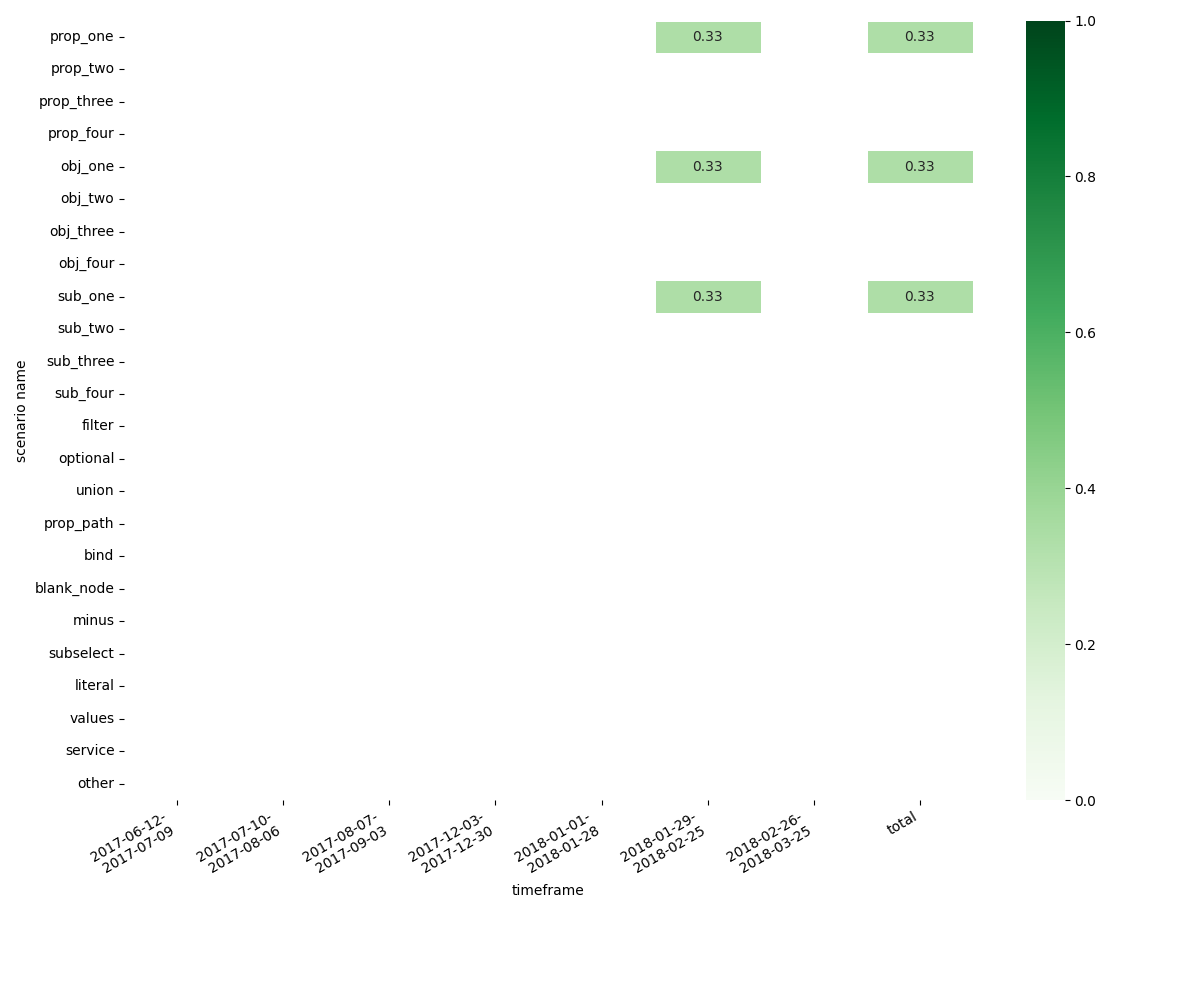 prop_one
0.33
0.33
prop_two
prop_three
prop_four
obj_one
0.33
0.33
obj_two
obj_three
obj_four
sub_one
0.33
0.33
sub_two
sub_three
sub_four
filter
optional
union
prop_path
bind
blank_node
minus
subselect
literal
values
service
other
scenario name
2017-06-12-
2017-07-09
2017-07-10-
2017-08-06
2017-08-07-
2017-09-03
2017-12-03-
2017-12-30
2018-01-01-
2018-01-28
2018-01-29-
2018-02-25
2018-02-26-
2018-03-25
total
timeframe
1.0
0.8
0.6
0.4
0.2
0.0